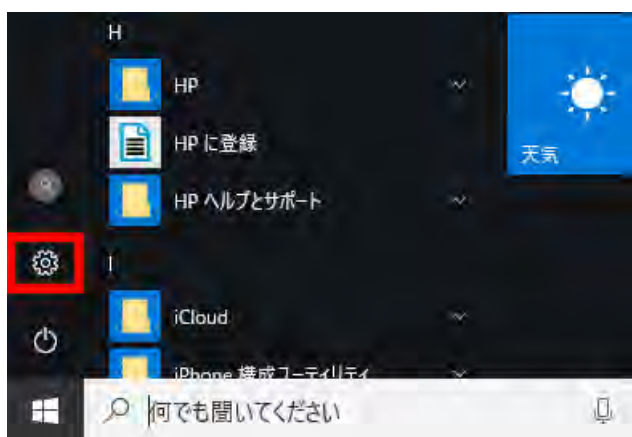 H
HP
HP に登録
天気
HP ヘルプとサポート
I
iCloud
iPhone 構成ユーティリティ
何でも聞いてください